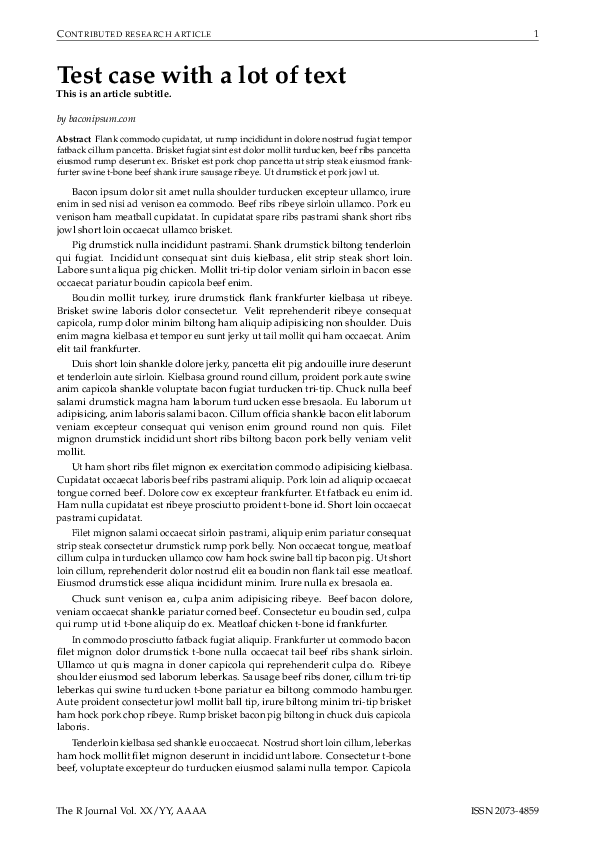 CONTRIBUTED RESEARCH ARTICLE 1
Test case with a lot of text
This is an article subtitle.
by baconipsum.com
Abstract Flank commodo cupidatat, ut rump incididunt in dolore nostrud fugiat tempor
fatback cillum pancetta. Brisket fugiat sint est dolor mollit turducken, beef ribs pancetta
eiusmod rump deserunt ex. Brisket est pork chop pancetta ut strip steak eiusmod frank-
furter swine t-bone beef shank irure sausage ribeye. Ut drumstick et pork jowl ut.
Bacon ipsum dolor sit amet nulla shoulder turducken excepteur ullamco, irure
enim in sed nisi ad venison ea commodo. Beef ribs ribeye sirloin ullamco. Pork eu
venison ham meatball cupidatat. In cupidatat spare ribs pastrami shank short ribs
jowl short loin occaecat ullamco brisket.
Pig drumstick nulla incididunt pastrami. Shank drumstick biltong tenderloin
qui fugiat. Incididunt consequat sint duis kielbasa, elit strip steak short loin.
Labore sunt aliqua pig chicken. Mollit tri-tip dolor veniam sirloin in bacon esse
occaecat pariatur boudin capicola beef enim.
Boudin mollit turkey, irure drumstick flank frankfurter kielbasa ut ribeye.
Brisket swine laboris dolor consectetur. Velit reprehenderit ribeye consequat
capicola, rump dolor minim biltong ham aliquip adipisicing non shoulder. Duis
enim magna kielbasa et tempor eu sunt jerky ut tail mollit qui ham occaecat. Anim
elit tail frankfurter.
Duis short loin shankle dolore jerky, pancetta elit pig andouille irure deserunt
et tenderloin aute sirloin. Kielbasa ground round cillum, proident pork aute swine
anim capicola shankle voluptate bacon fugiat turducken tri-tip. Chuck nulla beef
salami drumstick magna ham laborum turducken esse bresaola. Eu laborum ut
adipisicing, anim laboris salami bacon. Cillum officia shankle bacon elit laborum
veniam excepteur consequat qui venison enim ground round non quis. Filet
mignon drumstick incididunt short ribs biltong bacon pork belly veniam velit
mollit.
Ut ham short ribs filet mignon ex exercitation commodo adipisicing kielbasa.
Cupidatat occaecat laboris beef ribs pastrami aliquip. Pork loin ad aliquip occaecat
tongue corned beef. Dolore cow ex excepteur frankfurter. Et fatback eu enim id.
Ham nulla cupidatat est ribeye prosciutto proident t-bone id. Short loin occaecat
pastrami cupidatat.
Filet mignon salami occaecat sirloin pastrami, aliquip enim pariatur consequat
strip steak consectetur drumstick rump pork belly. Non occaecat tongue, meatloaf
cillum culpa in turducken ullamco cow ham hock swine ball tip bacon pig. Ut short
loin cillum, reprehenderit dolor nostrud elit ea boudin non flank tail esse meatloaf.
Eiusmod drumstick esse aliqua incididunt minim. Irure nulla ex bresaola ea.
Chuck sunt venison ea, culpa anim adipisicing ribeye. Beef bacon dolore,
veniam occaecat shankle pariatur corned beef. Consectetur eu boudin sed, culpa
qui rump ut id t-bone aliquip do ex. Meatloaf chicken t-bone id frankfurter.
In commodo prosciutto fatback fugiat aliquip. Frankfurter ut commodo bacon
filet mignon dolor drumstick t-bone nulla occaecat tail beef ribs shank sirloin.
Ullamco ut quis magna in doner capicola qui reprehenderit culpa do. Ribeye
shoulder eiusmod sed laborum leberkas. Sausage beef ribs doner, cillum tri-tip
leberkas qui swine turducken t-bone pariatur ea biltong commodo hamburger.
Aute proident consectetur jowl mollit ball tip, irure biltong minim tri-tip brisket
ham hock pork chop ribeye. Rump brisket bacon pig biltong in chuck duis capicola
laboris.
Tenderloin kielbasa sed shankle eu occaecat. Nostrud short loin cillum, leberkas
ham hock mollit filet mignon deserunt in incididunt labore. Consectetur t-bone
beef, voluptate excepteur do turducken eiusmod salami nulla tempor. Capicola
The R Journal Vol. XX/YY, AAAA ISSN 2073-4859